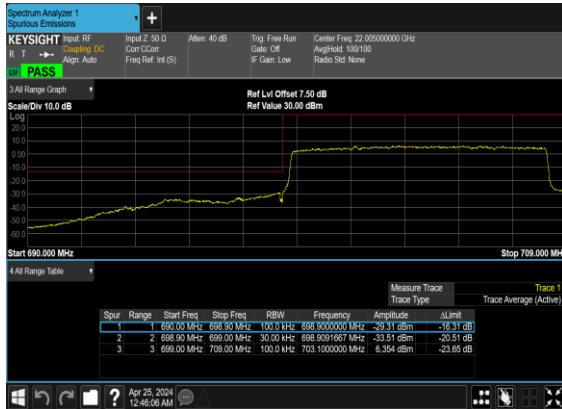 Spectrum Analyzer 1
Spurious Emissions
+
KEYSIGHT Input: RF Input Z: 50 Ω Atten: 40 dB Trig: Free Run Center Freq: 22.005000000 GHz
R T Coupling: DC Corr CCorr Gate: Off Avg|Hold: 100/100
Align: Auto Freq Ref: Int (S) IF Gain: Low Radio Std: None
PASS
3 All Range Graph
Ref Lvl Offset 7.50 dB
Scale/Div 10.0 dB Ref Value 30.00 dBm
Log
20.0
10.0
0.00
-10.0
-20.0
-30.0
-40.0
-50.0
-60.0
Start 690.000 MHz Stop 709.000 MHz
4 All Range Table
Measure Trace Trace 1
Trace Type Trace Average (Active)
Spur Range Start Freq Stop Freq RBW Frequency Amplitude ΔLimit
1 1 690.00 MHz 698.90 MHz 100.0 kHz 698.9000000 MHz -29.31 dBm -16.31 dB
2 2 698.90 MHz 699.00 MHz 30.00 kHz 698.9091667 MHz -33.51 dBm -20.51 dB
3 3 699.00 MHz 709.00 MHz 100.0 kHz 703.1000000 MHz 6.354 dBm -23.65 dB
? Apr 25, 2024
12:46:06 AM